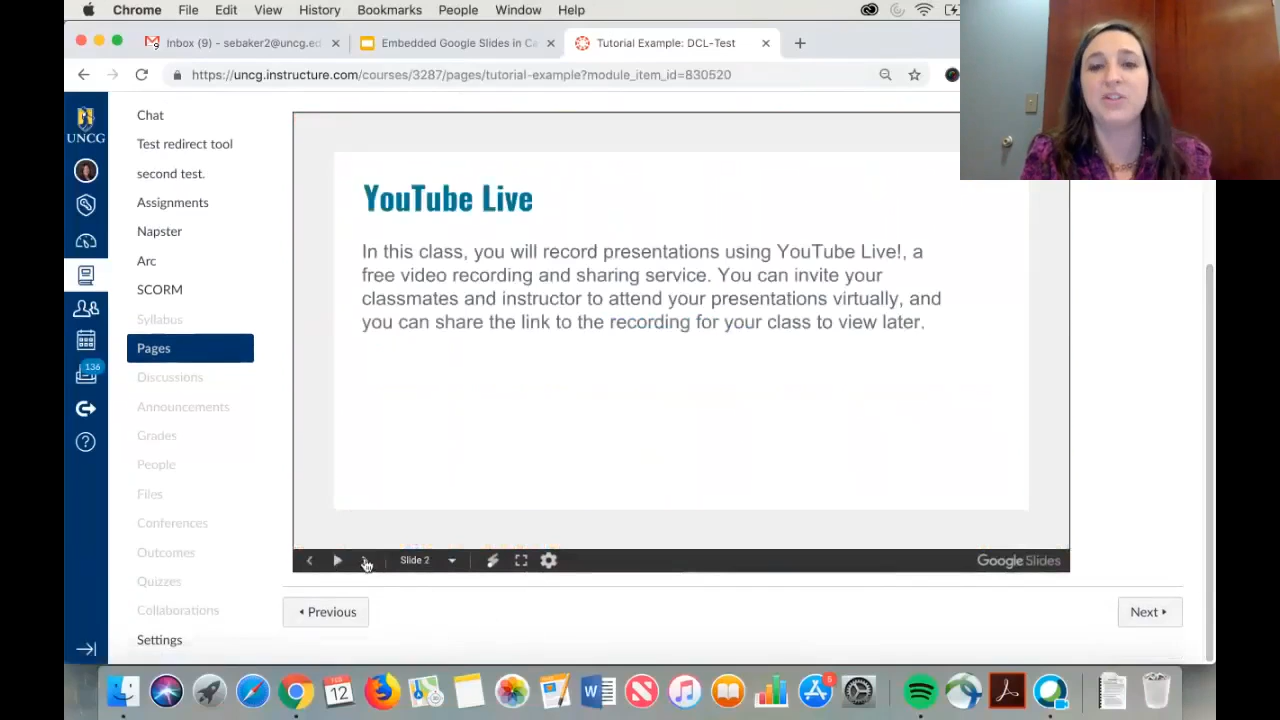 Chrome File Edit View History Bookmarks People Window Help
Inbox (9) - sebaker2@uncg.ed
Embedded Google Slides in Ca
Tutorial Example: DCL-Test
https://uncg.instructure.com/courses/3287/pages/tutorial-example?module_item_id=830520
UNCG
136
Chat
Test redirect tool
second test.
Assignments
Napster
Arc
SCORM
Syllabus
Pages
Discussions
Announcements
Grades
People
Files
Conferences
Outcomes
Quizzes
Collaborations
Settings
YouTube Live
In this class, you will record presentations using YouTube Live!, a
free video recording and sharing service. You can invite your
classmates and instructor to attend your presentations virtually, and
you can share the link to the recording for your class to view later.
Slide 2
Google Slides
Previous
Next
FEB
12
5